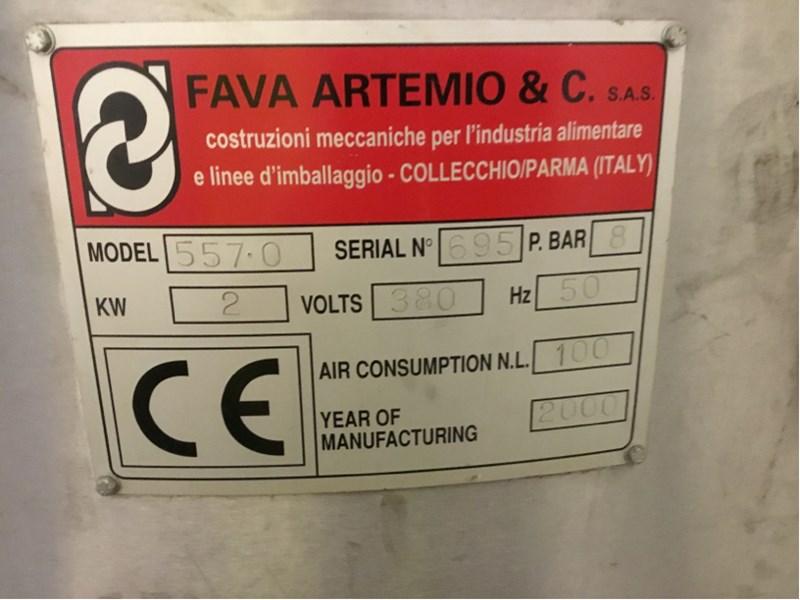 FAVA ARTEMIO & C. S.A.S.
costruzioni meccaniche per l'industria alimentare
e linee d'imballaggio - COLLECCHIO/PARMA (ITALY)
MODEL 557·0 SERIAL N° 695 P. BAR 8
KW 2 VOLTS 380 Hz 50
CE
AIR CONSUMPTION N.L. 100
YEAR OF
MANUFACTURING 2000